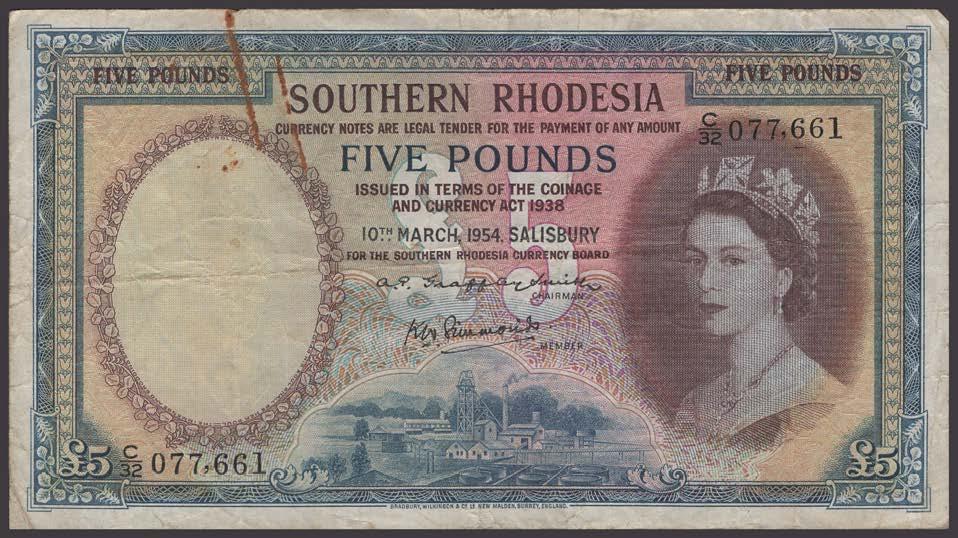 FIVE POUNDS
FIVE POUNDS
SOUTHERN RHODESIA
CURRENCY NOTES ARE LEGAL TENDER FOR THE PAYMENT OF ANY AMOUNT
C/32 077,661
FIVE POUNDS
£5
ISSUED IN TERMS OF THE COINAGE
AND CURRENCY ACT 1938
10TH MARCH, 1954. SALISBURY
FOR THE SOUTHERN RHODESIA CURRENCY BOARD
CHAIRMAN
MEMBER
£5 C/32 077,661
£5
BRADBURY, WILKINSON & Co Ld NEW MALDEN, SURREY, ENGLAND.